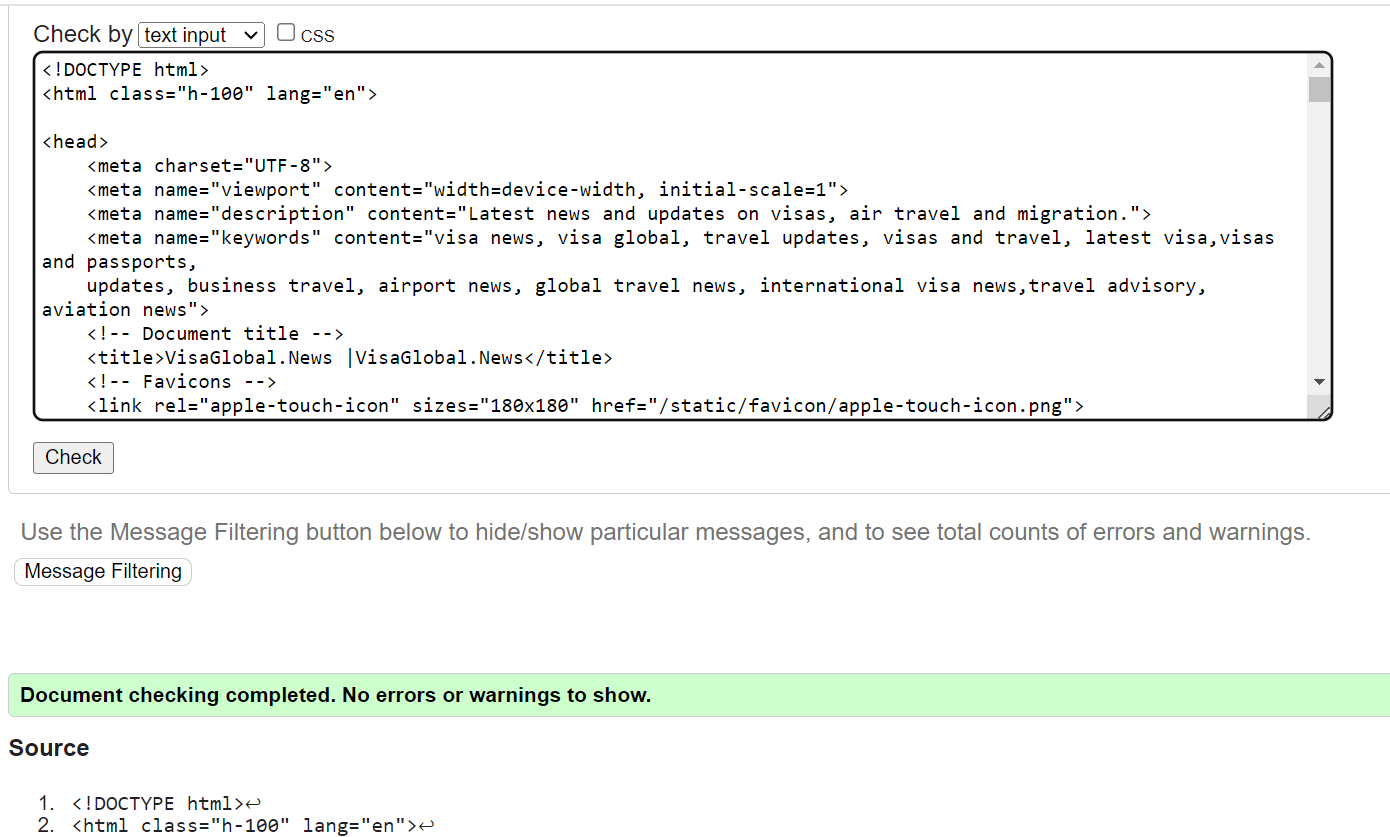 Check by text input CSS
<!DOCTYPE html>
<html class="h-100" lang="en">
<head>
<meta charset="UTF-8">
<meta name="viewport" content="width=device-width, initial-scale=1">
<meta name="description" content="Latest news and updates on visas, air travel and migration.">
<meta name="keywords" content="visa news, visa global, travel updates, visas and travel, latest visa,visas
and passports,
updates, business travel, airport news, global travel news, international visa news,travel advisory,
aviation news">
<!-- Document title -->
<title>VisaGlobal.News |VisaGlobal.News</title>
<!-- Favicons -->
<link rel="apple-touch-icon" sizes="180x180" href="/static/favicon/apple-touch-icon.png">
Check
Use the Message Filtering button below to hide/show particular messages, and to see total counts of errors and warnings.
Message Filtering
Document checking completed. No errors or warnings to show.
Source
1. <!DOCTYPE html>↩
2. <html class="h-100" lang="en">↩